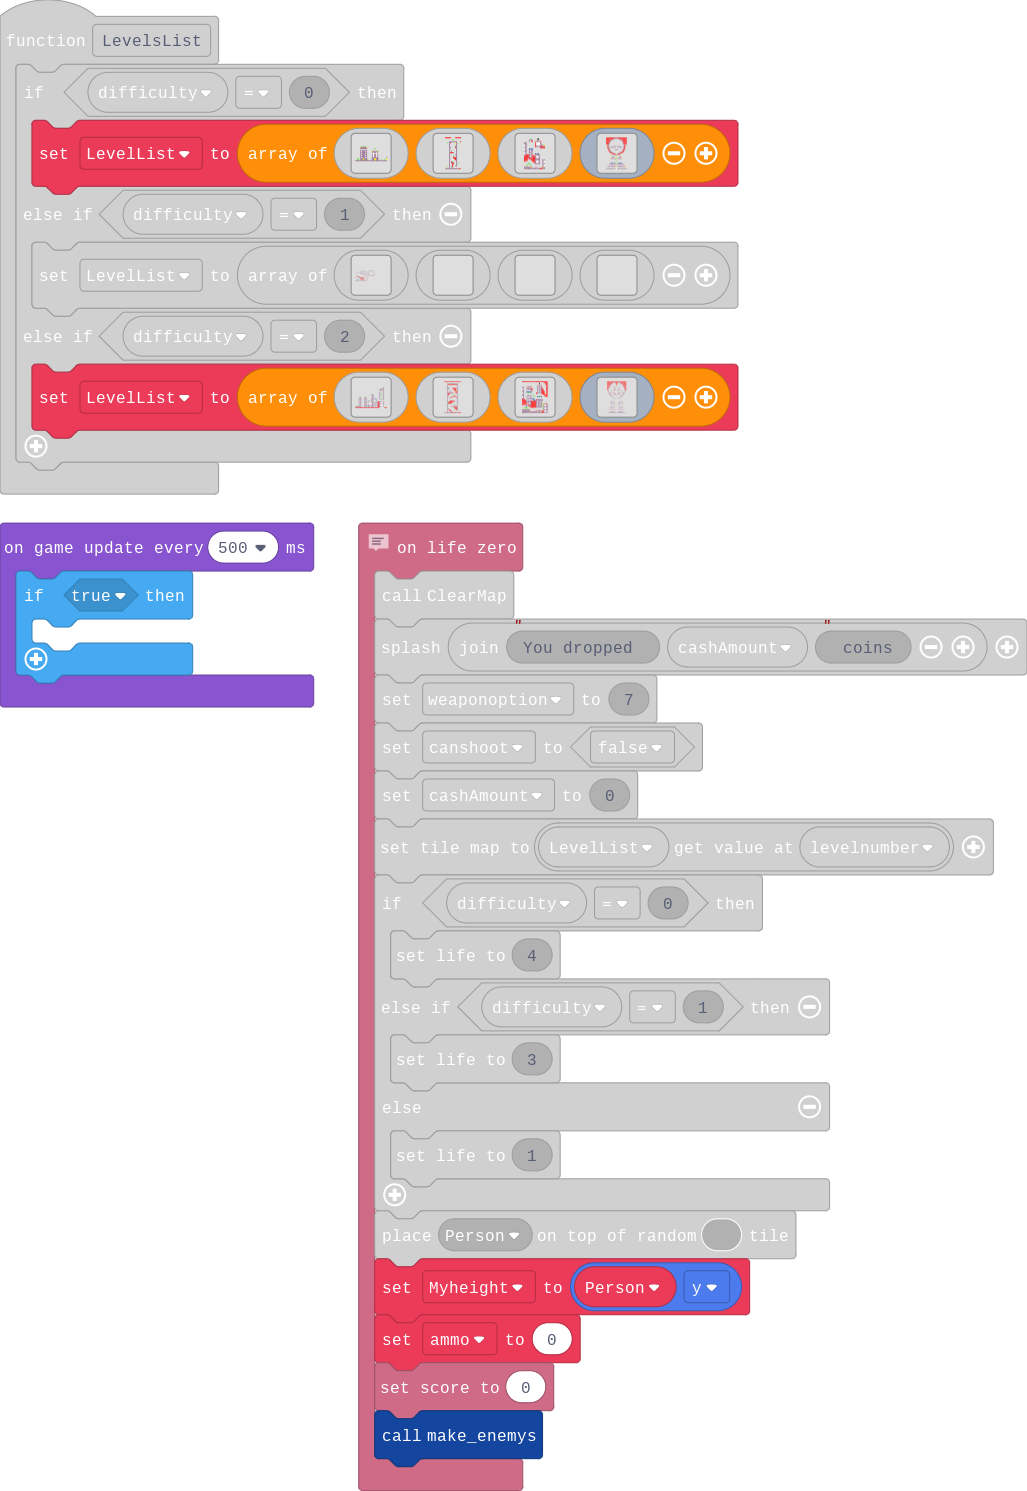 function LevelsList
if difficulty = 0 then
set LevelList to array of
else if difficulty = 1 then
set LevelList to array of
else if difficulty = 2 then
set LevelList to array of
on game update every 500 ms
if true then
on life zero
call ClearMap
splash join "You dropped cashAmount " coins
set weaponoption to 7
set canshoot to false
set cashAmount to 0
set tile map to LevelList get value at levelnumber
if difficulty = 0 then
set life to 4
else if difficulty = 1 then
set life to 3
else
set life to 1
place Person on top of random tile
set Myheight to Person y
set ammo to 0
set score to 0
call make_enemys